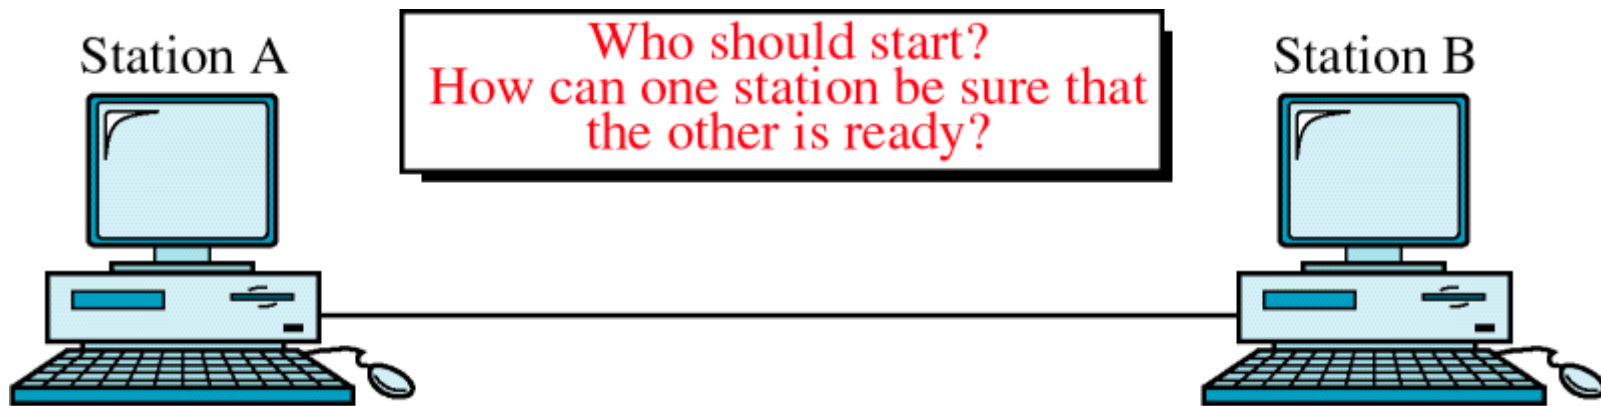 Station A
Who should start?
How can one station be sure that
the other is ready?
Station B